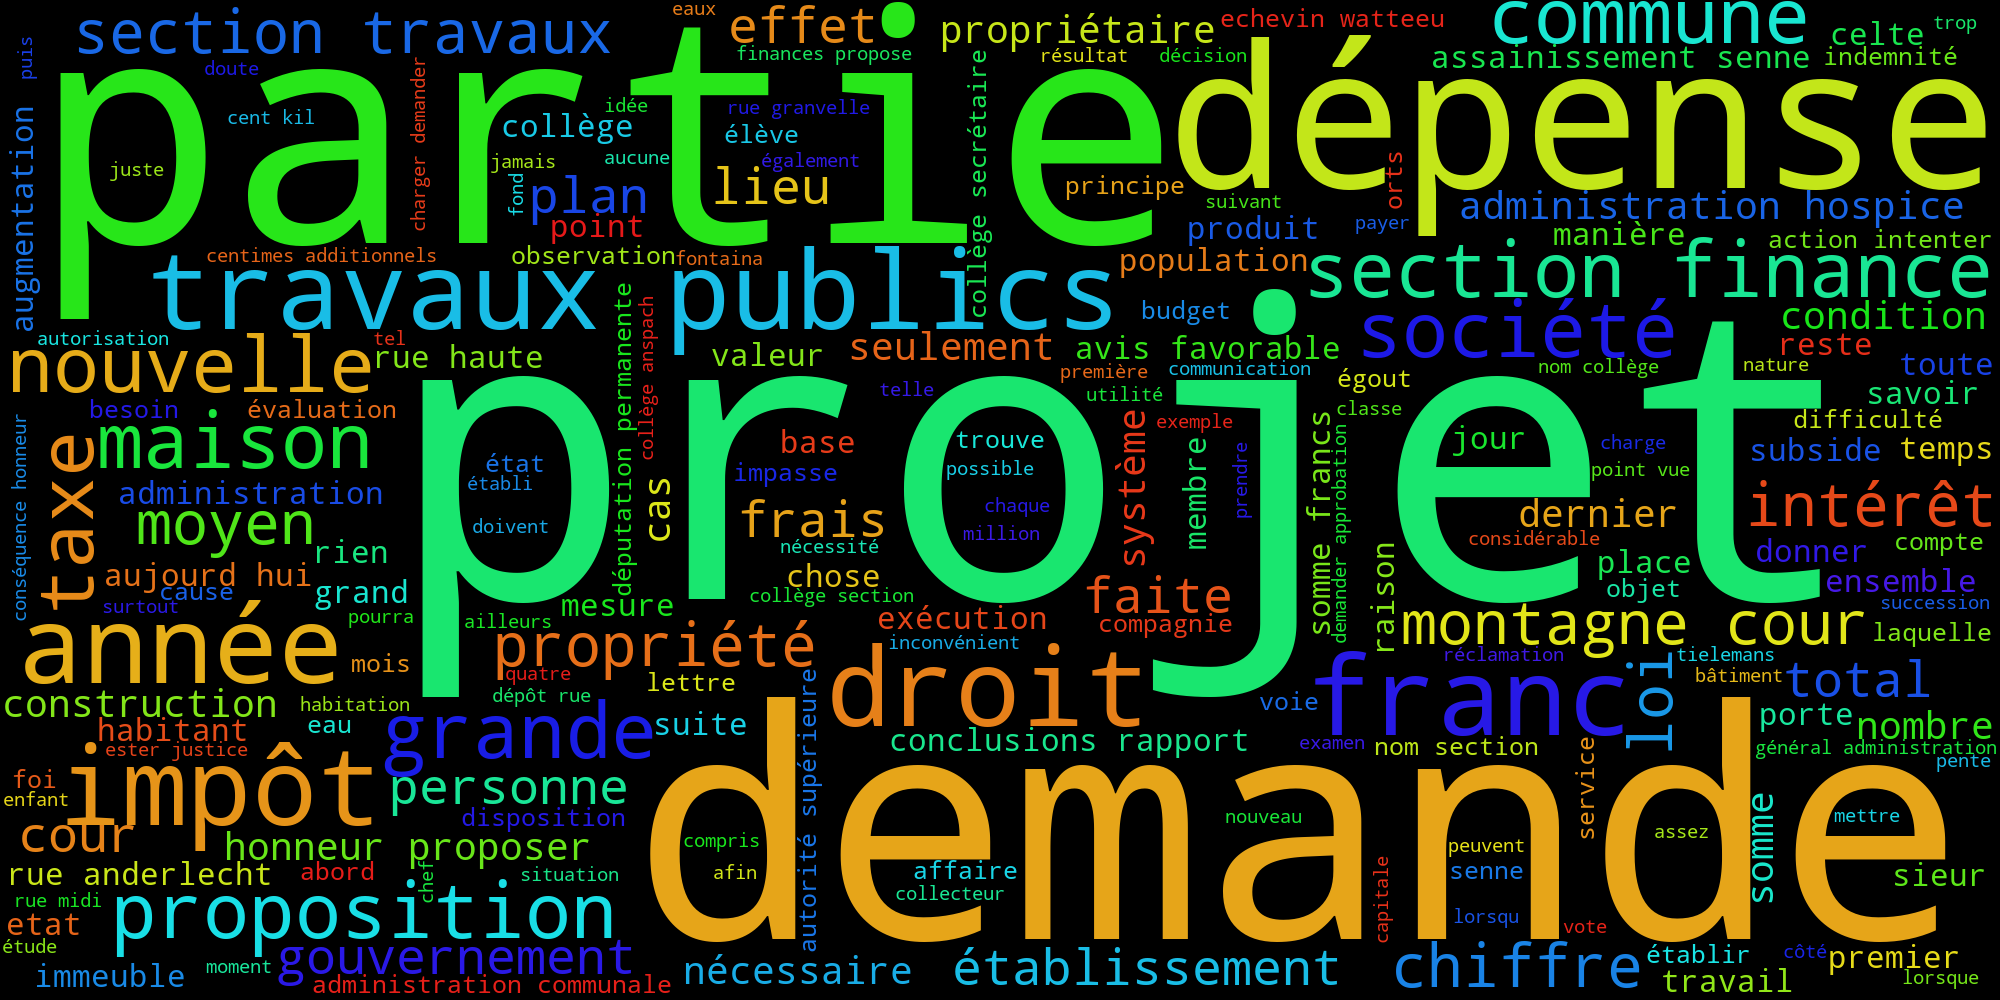 eaux
section travaux
effet
propriétaire
echevin watteeu
commune
celte
trop
puis
doute
finances propose
résultat
décision
assainissement senne
indemnité
partie
dépense
cent kil
idée
rue granvelle
collège
élève
augmentation
charger demander
juste
jamais
aucune
également
fond
plan
lieu
collège secrétaire
principe
orts
suivant
administration hospice
point
produit
payer
manière
action intenter
centimes additionnels
observation
fontaina
population
section finance
travaux publics
budget
société
condition
autorisation
tel
députation permanente
collège anspach
nouvelle
rue haute
valeur
seulement
avis favorable
reste
première
communication
nom collège
nature
toute
telle
utilité
égout
savoir
besoin
évaluation
classe
difficulté
conséquence honneur
taxe
maison
projet
base
trouve
exemple
système
membre
prendre
somme francs
demander approbation
jour
charge
subside
temps
état
impasse
possible
point vue
établi
administration
cas
intérêt
moyen
doivent
frais
chaque
million
dernier
considérable
rien
nécessité
donner
compte
aujourd hui
chose
raison
place
cause
grand
collège section
faite
objet
ensemble
surtout
mesure
succession
pourra
ailleurs
exécution
compagnie
montagne cour
laquelle
année
propriété
inconvénient
mois
quatre
lettre
réclamation
tielemans
bâtiment
total
dépôt rue
droit
franc
loi
construction
habitation
voie
porte
habitant
eau
grande
suite
autorité supérieure
nombre
ester justice
conclusions rapport
examen
nom section
général administration
foi
impôt
personne
demande
service
pente
enfant
disposition
nouveau
somme
mettre
cour
honneur proposer
compris
peuvent
assez
rue anderlecht
abord
chef
situation
afin
affaire
capitale
senne
sieur
rue midi
proposition
collecteur
lorsqu
etat
vote
étude
gouvernement
établir
côté
premier
immeuble
moment
nécessaire
établissement
chiffre
travail
lorsque
administration communale